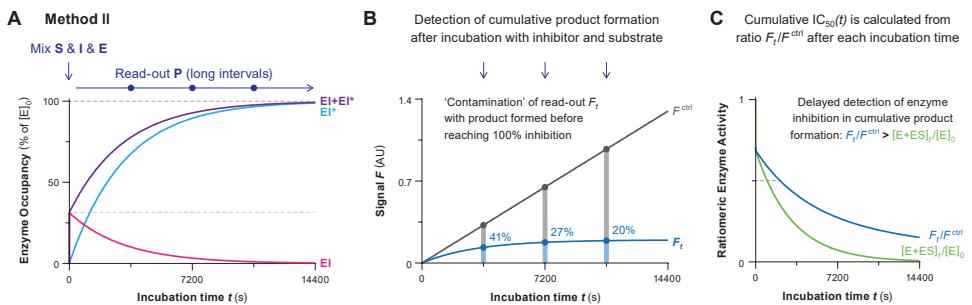 A Method II
Mix S & I & E
Read-out P (long intervals)
100
50
0
Enzyme Occupancy
(% of [E]₀)
EI+EI*
EI*
EI
0
7200
14400
Incubation time t (s)
B Detection of cumulative product formation
after incubation with inhibitor and substrate
1.4
0.7
0
Signal F (AU)
'Contamination' of read-out Fₜ
with product formed before
reaching 100% inhibition
F^ctrl
41%
27%
20%
Fₜ
0
7200
14400
Incubation time t (s)
C Cumulative IC₅₀(t) is calculated from
ratio Fₜ/F^ctrl after each incubation time
1
0
Ratiometric Enzyme Activity
Delayed detection of enzyme
inhibition in cumulative product
formation: Fₜ/F^ctrl > [E+ES]ₜ/[E]₀
Fₜ/F^ctrl
[E+ES]ₜ/[E]₀
0
7200
14400
Incubation time t (s)